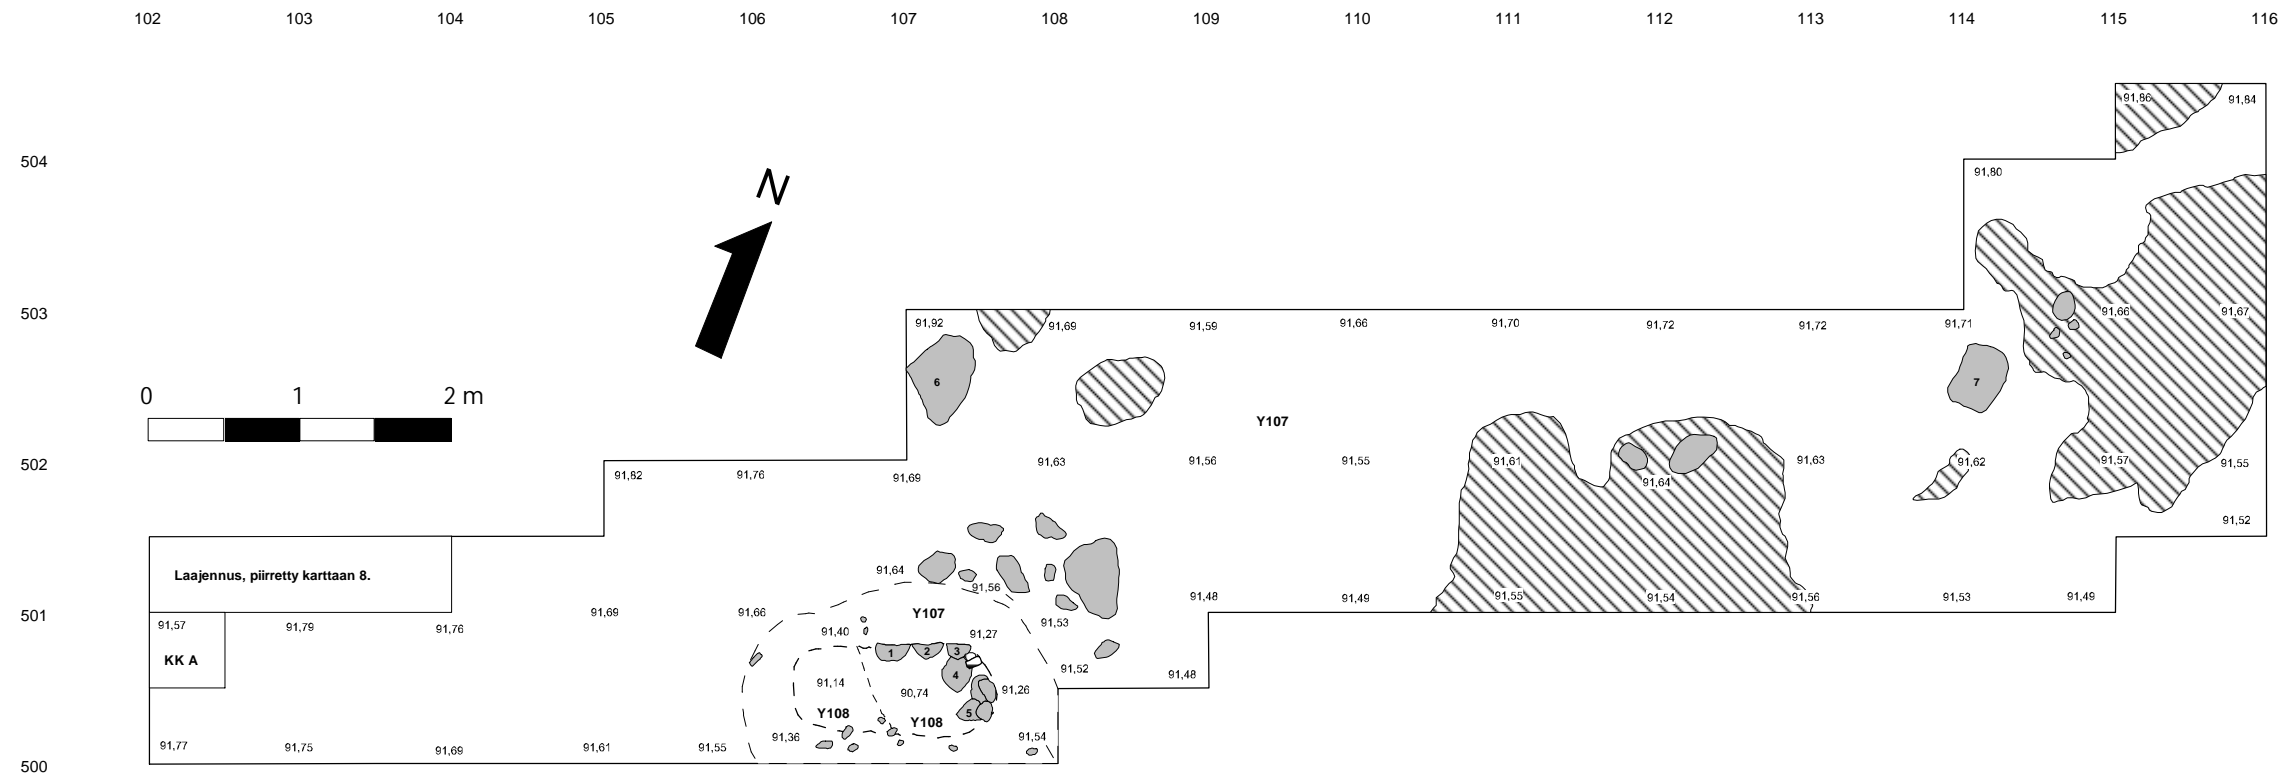 102 103 104 105 106 107 108 109 110 111 112 113 114 115 116
91,86 91,84
504
91,80
N
503
91,92 91,69 91,59 91,66 91,70 91,72 91,72 91,71 91,66 91,67
6 7
0 1 2 m
Y107
502
91,82 91,76 91,69 91,63 91,56 91,55 91,61 91,64 91,63 91,62 91,57 91,55
91,52
Laajennus, piirretty karttaan 8.
91,64 91,56
91,48 91,49 91,55 91,54 91,56 91,53 91,49
501
91,57 91,79 91,76 91,69 91,66 Y107 91,53
91,40 91,27
KK A
1 2 3
4
91,52 91,48
91,14 90,74 91,26
Y108 Y108 5
91,36 91,54
91,77 91,75 91,69 91,61 91,55
500